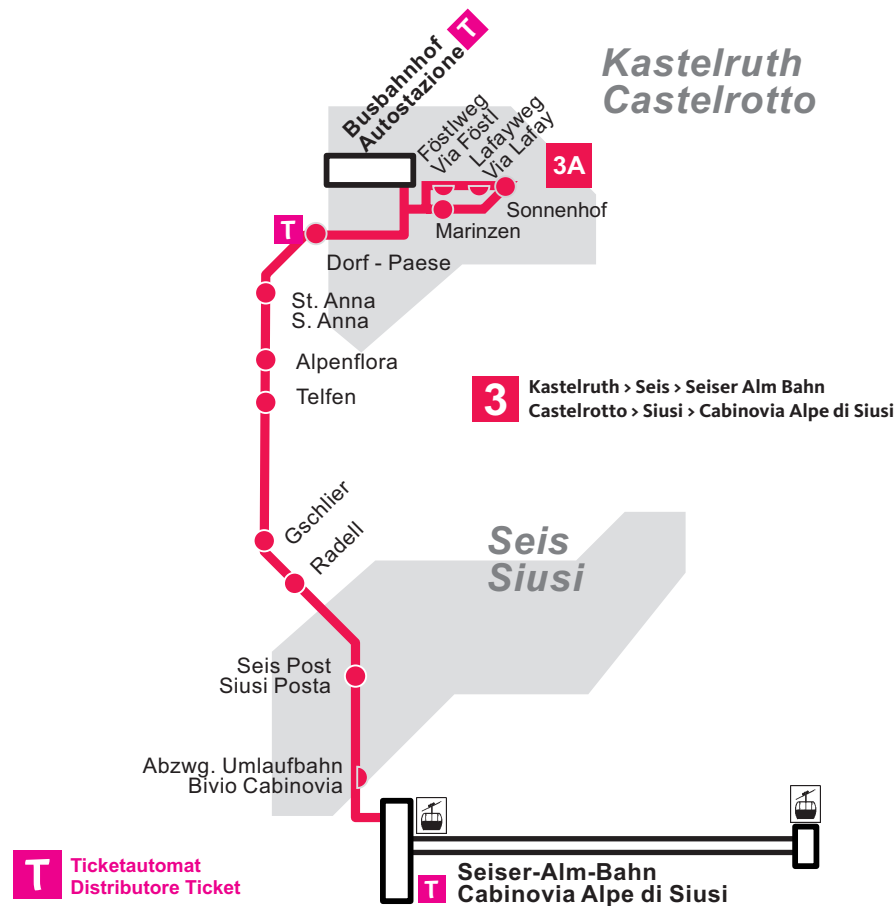 Kastelruth
Castelrotto
Busbahnhof
Autostazione T
Föstlweg
Via Föstl
Lafayweg
Via Lafay
3A
Sonnenhof
Marinzen
T
Dorf - Paese
St. Anna
S. Anna
Alpenflora
Telfen
3 Kastelruth › Seis › Seiser Alm Bahn
Castelrotto › Siusi › Cabinovia Alpe di Siusi
Gschlier
Radell
Seis
Siusi
Seis Post
Siusi Posta
Abzwg. Umlaufbahn
Bivio Cabinovia
T Ticketautomat
Distributore Ticket
T Seiser-Alm-Bahn
Cabinovia Alpe di Siusi